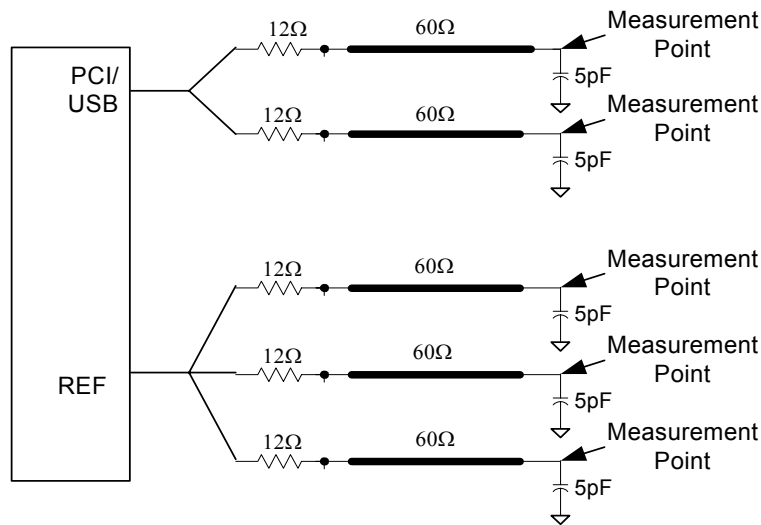 12Ω
60Ω
Measurement
Point
5pF
PCI/
USB
12Ω
60Ω
Measurement
Point
5pF
12Ω
60Ω
Measurement
Point
5pF
REF
12Ω
60Ω
Measurement
Point
5pF
12Ω
60Ω
Measurement
Point
5pF